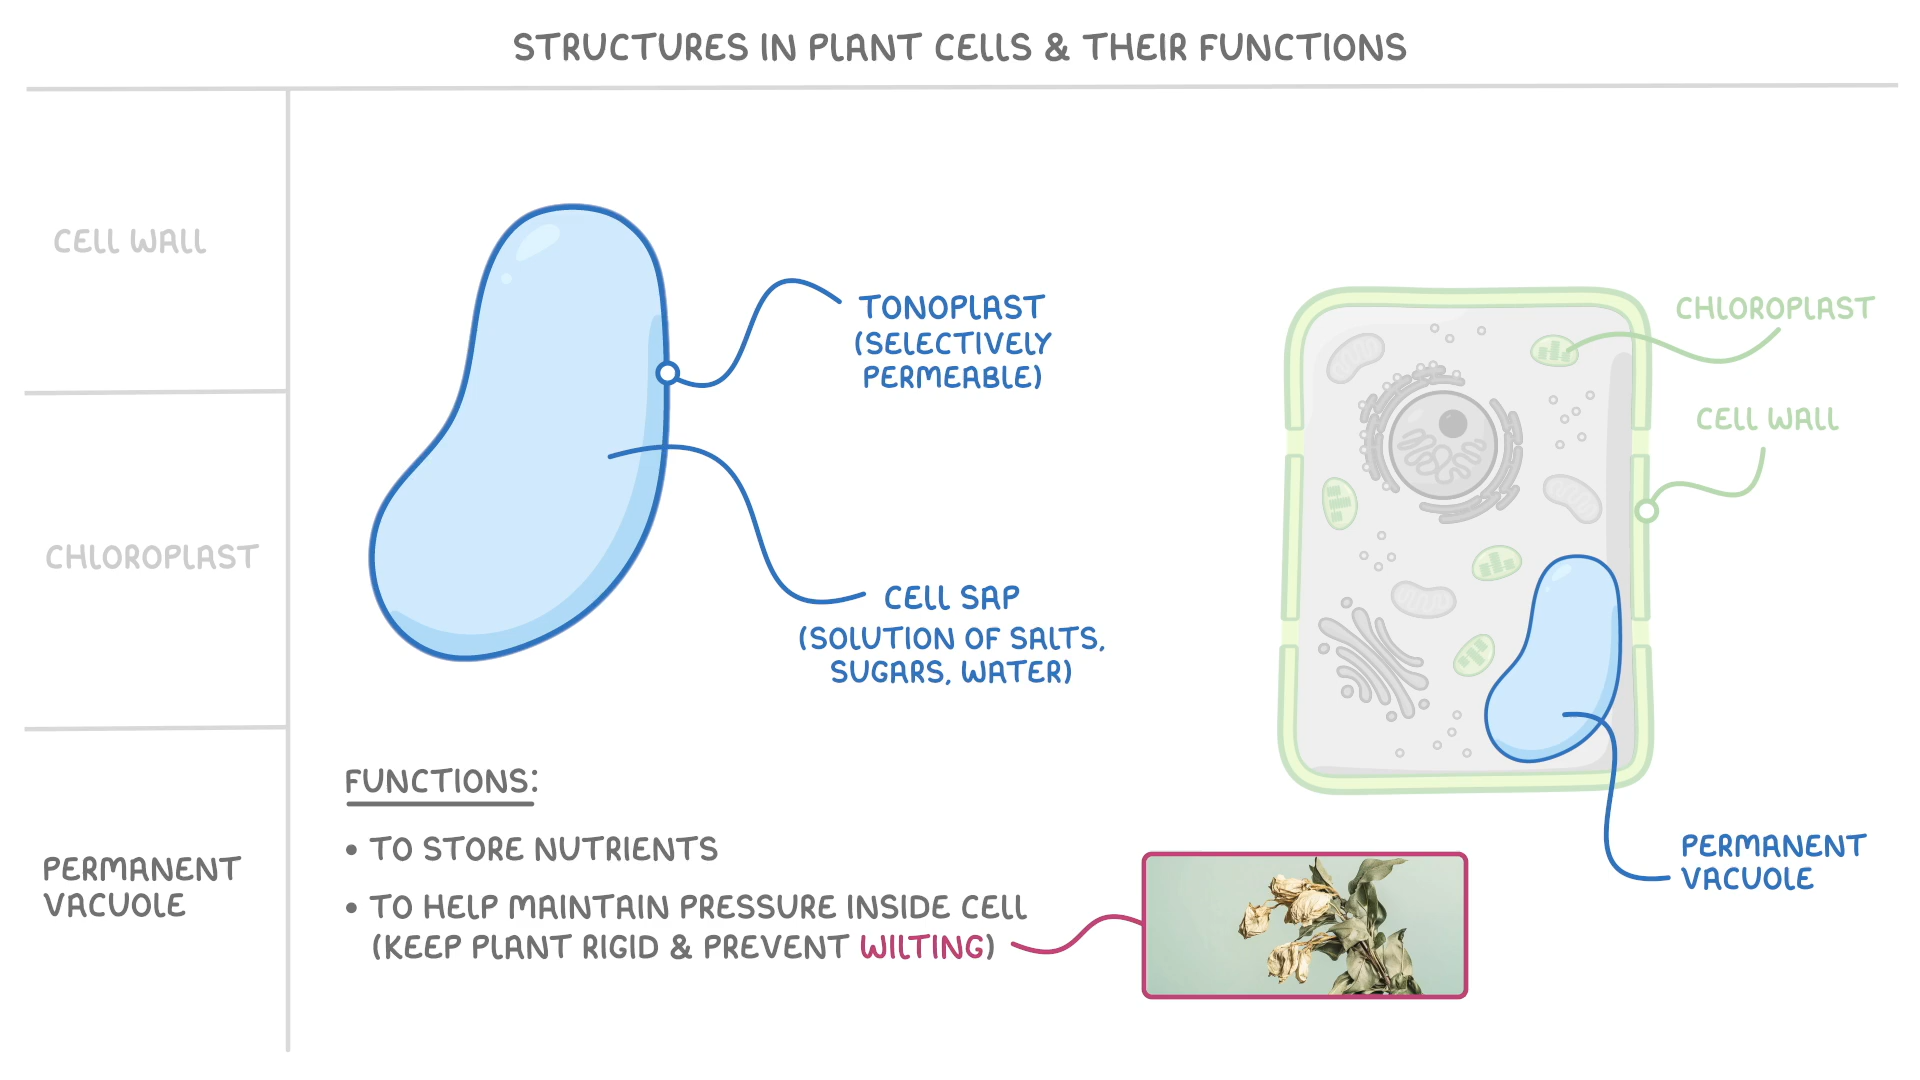 STRUCTURES IN PLANT CELLS & THEIR FUNCTIONS
CELL WALL
CHLOROPLAST
PERMANENT
VACUOLE
TONOPLAST
(SELECTIVELY
PERMEABLE)
CELL SAP
(SOLUTION OF SALTS,
SUGARS, WATER)
FUNCTIONS:
• TO STORE NUTRIENTS
• TO HELP MAINTAIN PRESSURE INSIDE CELL
(KEEP PLANT RIGID & PREVENT WILTING)
CHLOROPLAST
CELL WALL
PERMANENT
VACUOLE